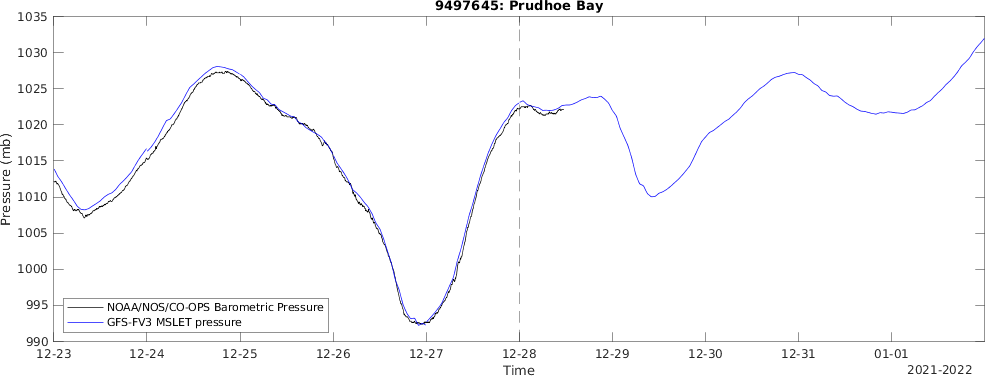 9497645: Prudhoe Bay
1035
1030
1025
1020
1015
1010
1005
1000
995
990
Pressure (mb)
NOAA/NOS/CO-OPS Barometric Pressure
GFS-FV3 MSLET pressure
12-23 12-24 12-25 12-26 12-27 12-28 12-29 12-30 12-31 01-01
Time
2021-2022